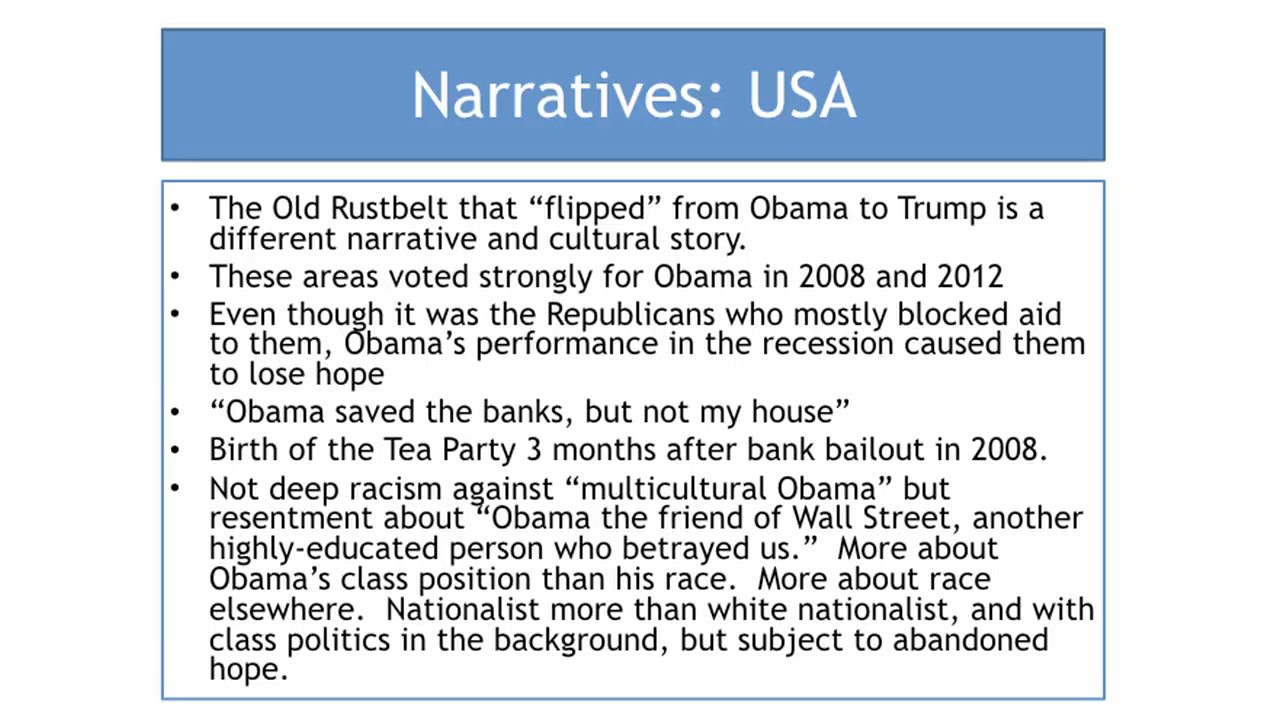 Narratives: USA
• The Old Rustbelt that “flipped” from Obama to Trump is a
different narrative and cultural story.
• These areas voted strongly for Obama in 2008 and 2012
• Even though it was the Republicans who mostly blocked aid
to them, Obama’s performance in the recession caused them
to lose hope
• “Obama saved the banks, but not my house”
• Birth of the Tea Party 3 months after bank bailout in 2008.
• Not deep racism against “multicultural Obama” but
resentment about “Obama the friend of Wall Street, another
highly-educated person who betrayed us.”  More about
Obama’s class position than his race.  More about race
elsewhere.  Nationalist more than white nationalist, and with
class politics in the background, but subject to abandoned
hope.